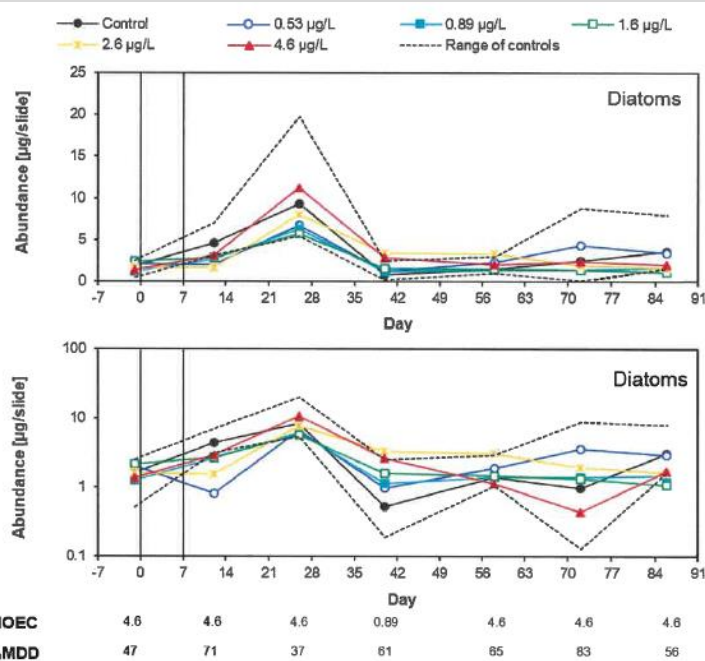 Control 0.53 µg/L 0.89 µg/L 1.6 µg/L
2.6 µg/L 4.6 µg/L Range of controls
Diatoms
Abundance [µg/slide]
25
20
15
10
5
0
-7 0 7 14 21 28 35 42 49 56 63 70 77 84 91
Day
Diatoms
Abundance [µg/slide]
100
10
1
0.1
-7 0 7 14 21 28 35 42 49 56 63 70 77 84 91
Day
OEC 4.6 4.6 4.6 0.89 4.6 4.6 4.6
MDD 47 71 37 61 65 83 56